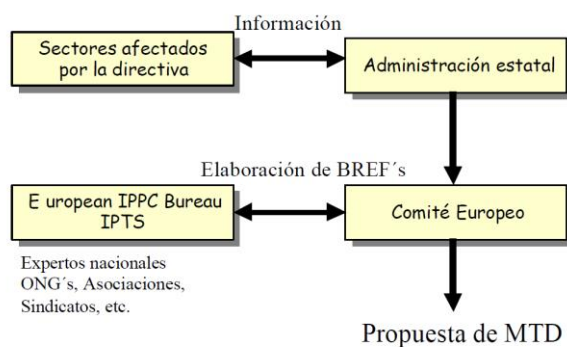 Información
Sectores afectados
por la directiva
Administración estatal
Elaboración de BREF´s
E uropean IPPC Bureau
IPTS
Comité Europeo
Expertos nacionales
ONG´s, Asociaciones,
Sindicatos, etc.
Propuesta de MTD